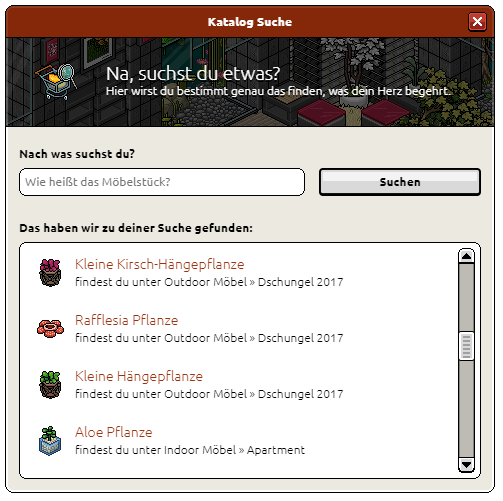 Katalog Suche
Na, suchst du etwas?
Hier wirst du bestimmt genau das finden, was dein Herz begehrt.
Nach was suchst du?
Wie heißt das Möbelstück?
Suchen
Das haben wir zu deiner Suche gefunden:
Kleine Kirsch-Hängepflanze
findest du unter Outdoor Möbel » Dschungel 2017
Rafflesia Pflanze
findest du unter Outdoor Möbel » Dschungel 2017
Kleine Hängepflanze
findest du unter Outdoor Möbel » Dschungel 2017
Aloe Pflanze
findest du unter Indoor Möbel » Apartment